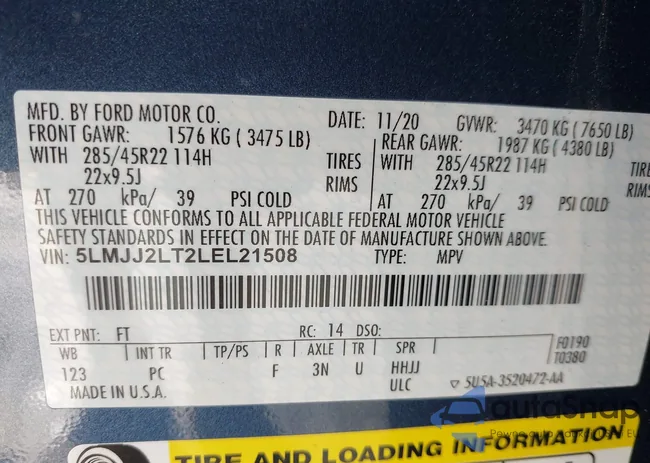 MFD. BY FORD MOTOR CO. DATE: 11/20 GVWR: 3470 KG ( 7650 LB)
FRONT GAWR: 1576 KG ( 3475 LB) REAR GAWR: 1987 KG ( 4380 LB)
WITH 285/45R22 114H TIRES WITH 285/45R22 114H TIRE
22x9.5J RIMS 22x9.5J RIMS
AT 270 kPa/ 39 PSI COLD AT 270 kPa/ 39 PSI COLD
THIS VEHICLE CONFORMS TO ALL APPLICABLE FEDERAL MOTOR VEHICLE
SAFETY STANDARDS IN EFFECT ON THE DATE OF MANUFACTURE SHOWN ABOVE.
VIN: 5LMJJ2LT2LEL21508 TYPE: MPV
EXT PNT: FT RC: 14 DSO:
WB INT TR TP/PS R AXLE TR SPR F0190
T0380
123 PC F 3N U HHJJ
MADE IN U.S.A. ULC ▽ 5U5A-3520472-AA
autoSnap
TIRE AND LOADING INFORMATION